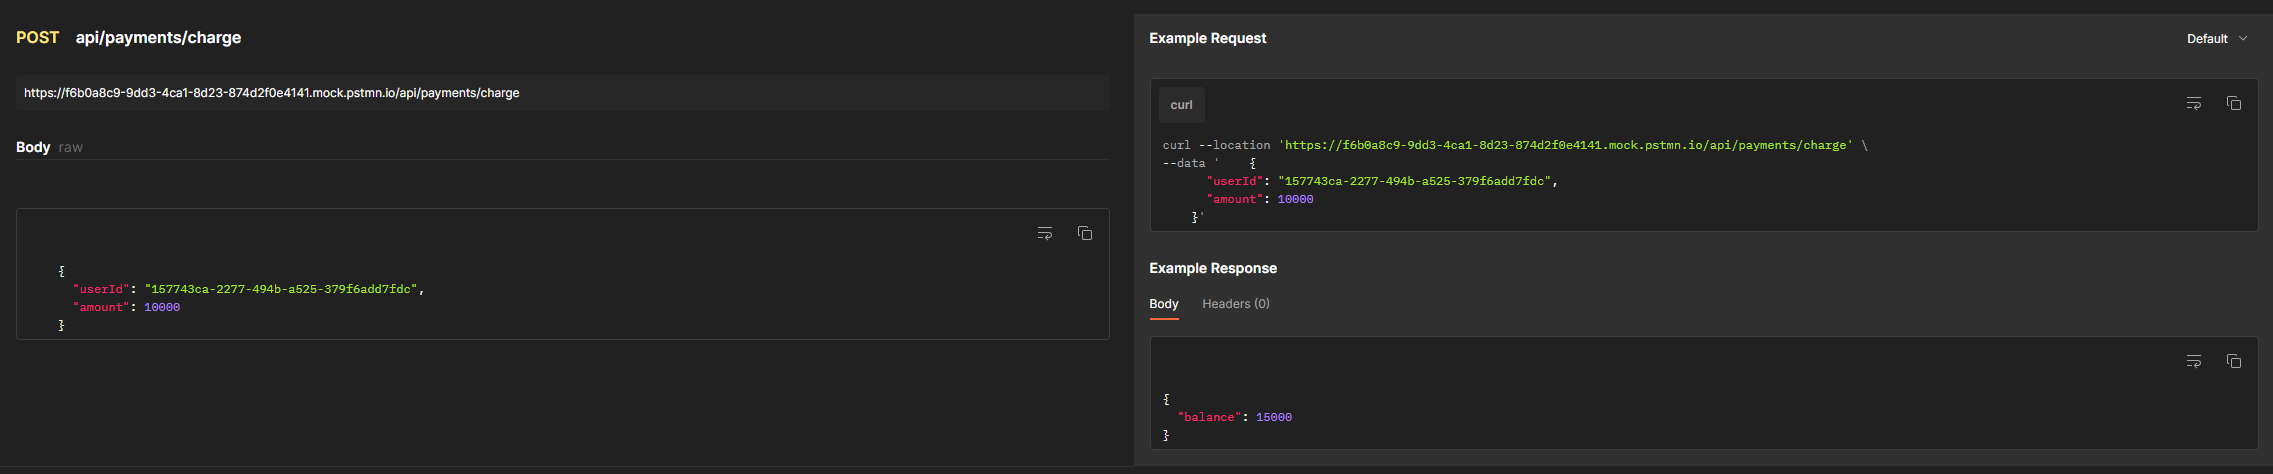 POST api/payments/charge
https://f6b0a8c9-9dd3-4ca1-8d23-874d2f0e4141.mock.pstmn.io/api/payments/charge
Body raw
{
"userId": "157743ca-2277-494b-a525-379f6add7fdc",
"amount": 10000
}
Example Request
Default
curl
curl --location 'https://f6b0a8c9-9dd3-4ca1-8d23-874d2f0e4141.mock.pstmn.io/api/payments/charge' \
--data ' {
"userId": "157743ca-2277-494b-a525-379f6add7fdc",
"amount": 10000
}'
Example Response
Body Headers (0)
{
"balance": 15000
}